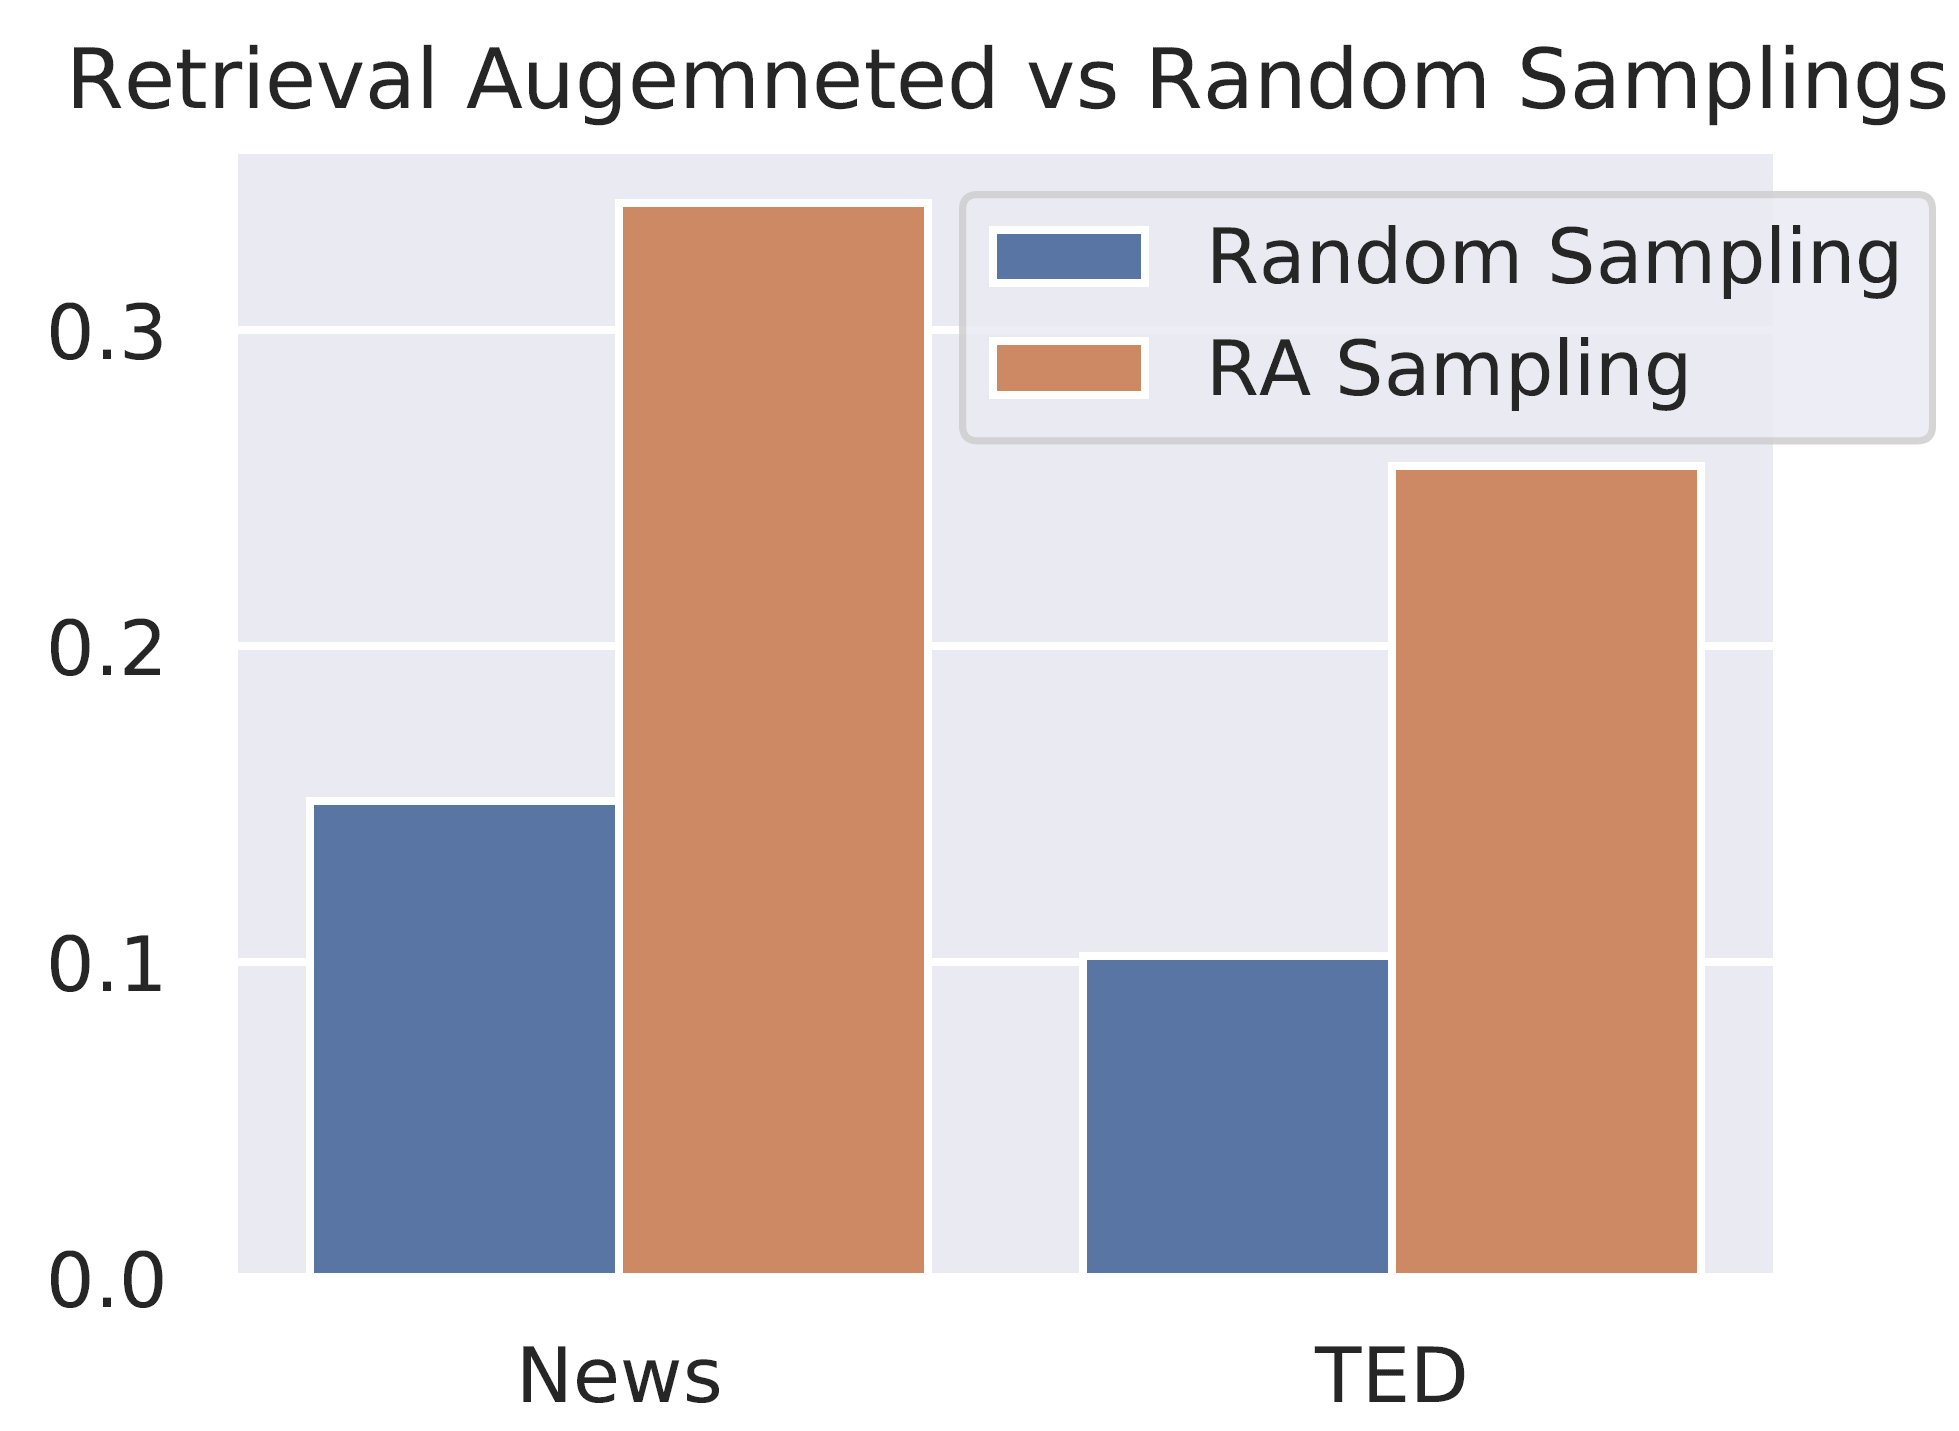 Retrieval Augemneted vs Random Samplings
Random Sampling
RA Sampling
0.3
0.2
0.1
0.0
News
TED